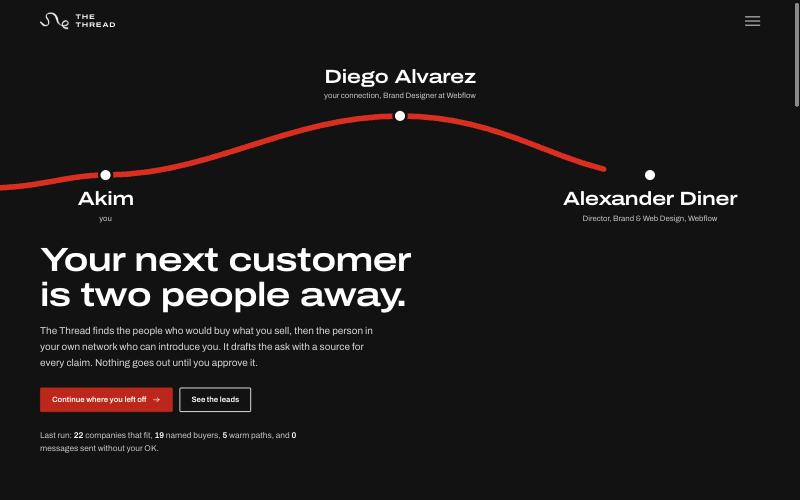 THE
THREAD
Diego Alvarez
your connection, Brand Designer at Webflow
Akim
you
Alexander Diner
Director, Brand & Web Design, Webflow
Your next customer
is two people away.
The Thread finds the people who would buy what you sell, then the person in
your own network who can introduce you. It drafts the ask with a source for
every claim. Nothing goes out until you approve it.
Continue where you left off →
See the leads
Last run: 22 companies that fit, 19 named buyers, 5 warm paths, and 0
messages sent without your OK.